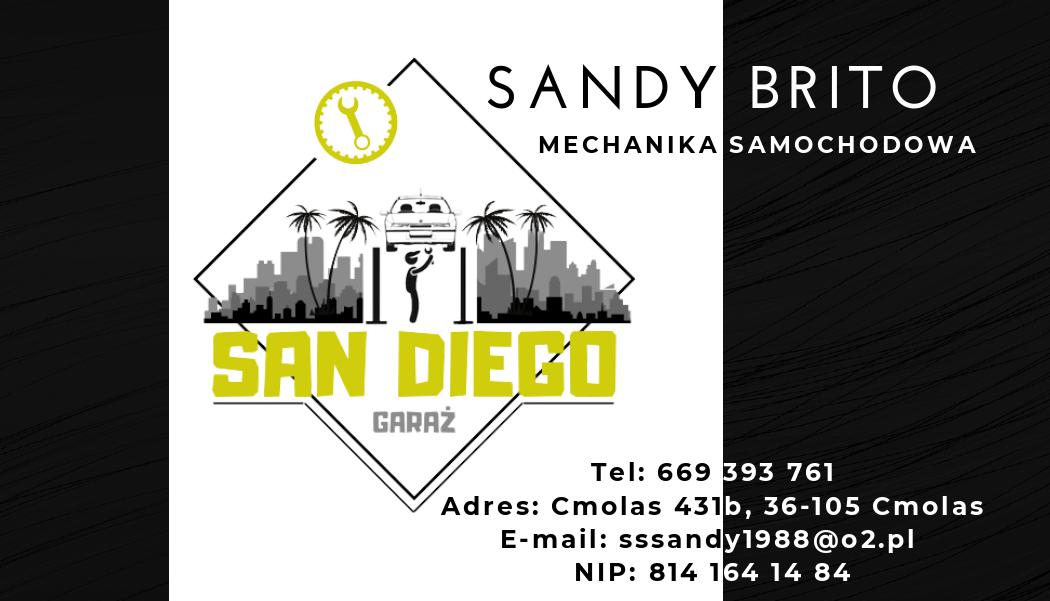 SANDY BRITO
MECHANIKA SAMOCHODOWA
SAN DIEGO
GARAŻ
Tel: 669 393 761
Adres: Cmolas 431b, 36-105 Cmolas
E-mail: sssandy1988@o2.pl
NIP: 814 164 14 84